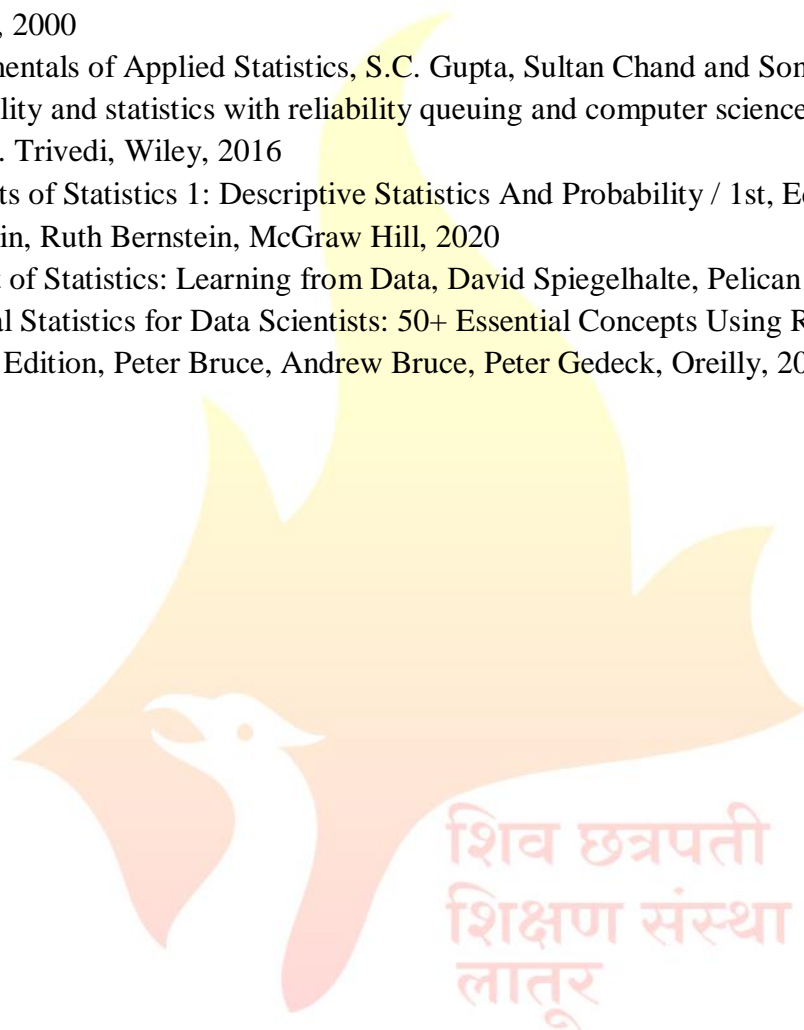 , 2000
nentals of Applied Statistics, S.C. Gupta, Sultan Chand and Son
ility and statistics with reliability queuing and computer science
. Trivedi, Wiley, 2016
ts of Statistics 1: Descriptive Statistics And Probability / 1st, Ed
in, Ruth Bernstein, McGraw Hill, 2020
t of Statistics: Learning from Data, David Spiegelhalte, Pelican
al Statistics for Data Scientists: 50+ Essential Concepts Using R
Edition, Peter Bruce, Andrew Bruce, Peter Gedeck, Oreilly, 20
शिव छत्रपती
शिक्षण संस्था
लातूर